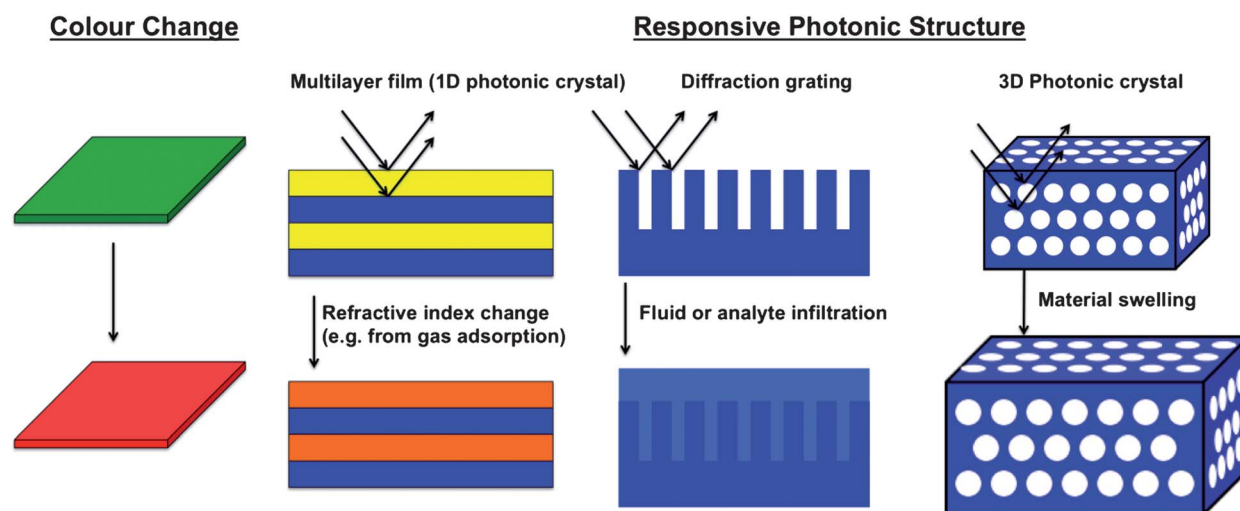 Colour Change
Responsive Photonic Structure
Multilayer film (1D photonic crystal)
Diffraction grating
3D Photonic crystal
Refractive index change
(e.g. from gas adsorption)
Fluid or analyte infiltration
Material swelling